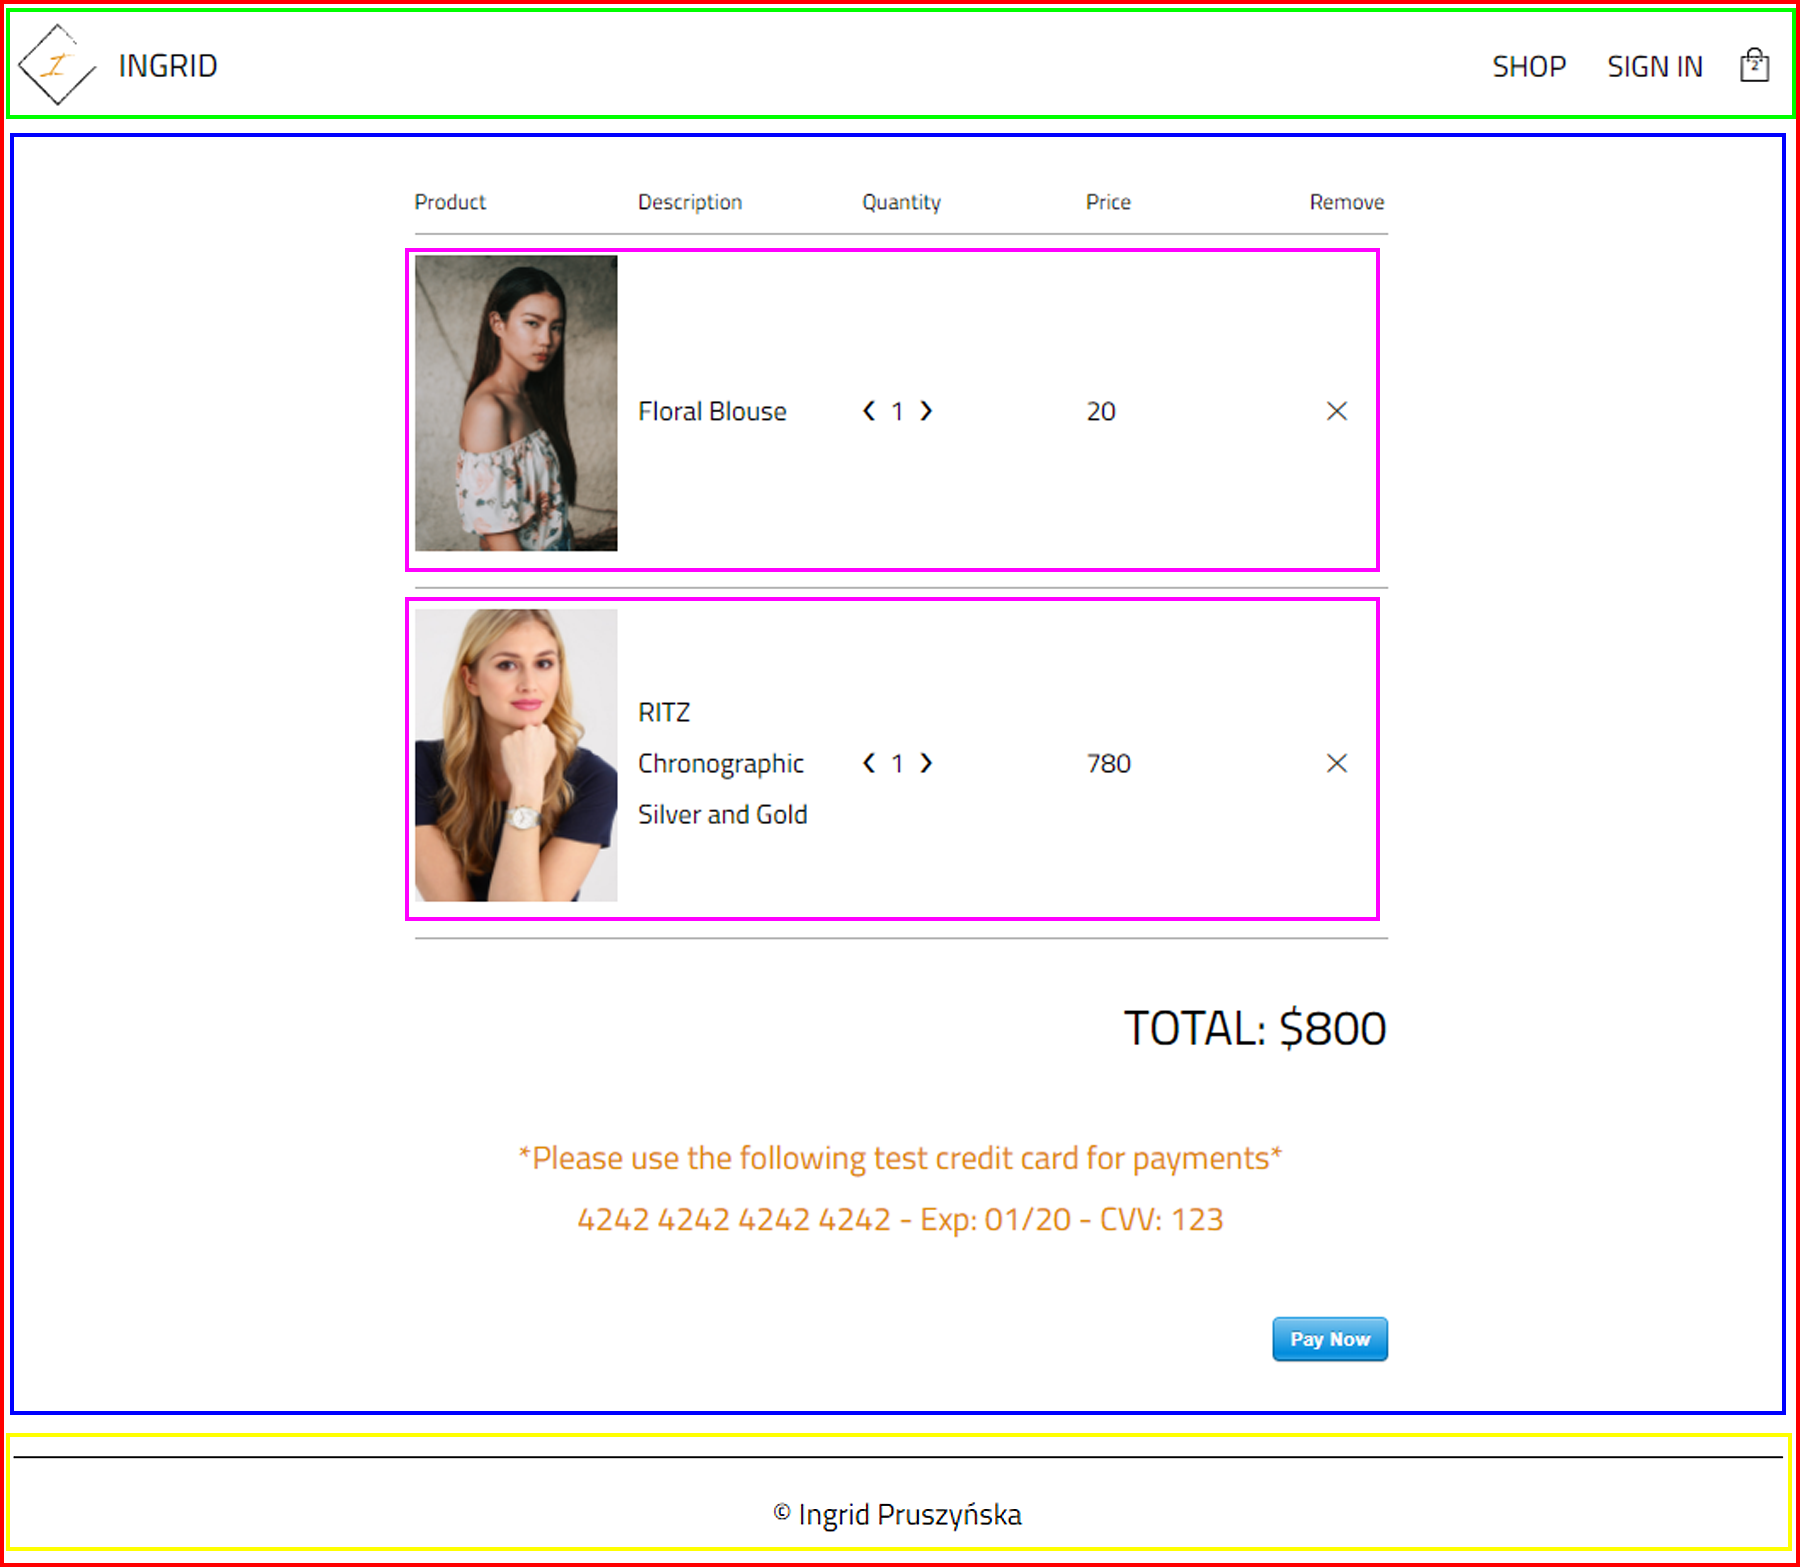 I INGRID SHOP SIGN IN 2
Product Description Quantity Price Remove
Floral Blouse ❮ 1 ❯ 20 ✕
RITZ
Chronographic ❮ 1 ❯ 780 ✕
Silver and Gold
TOTAL: $800
*Please use the following test credit card for payments*
4242 4242 4242 4242 - Exp: 01/20 - CVV: 123
Pay Now
© Ingrid Pruszyńska